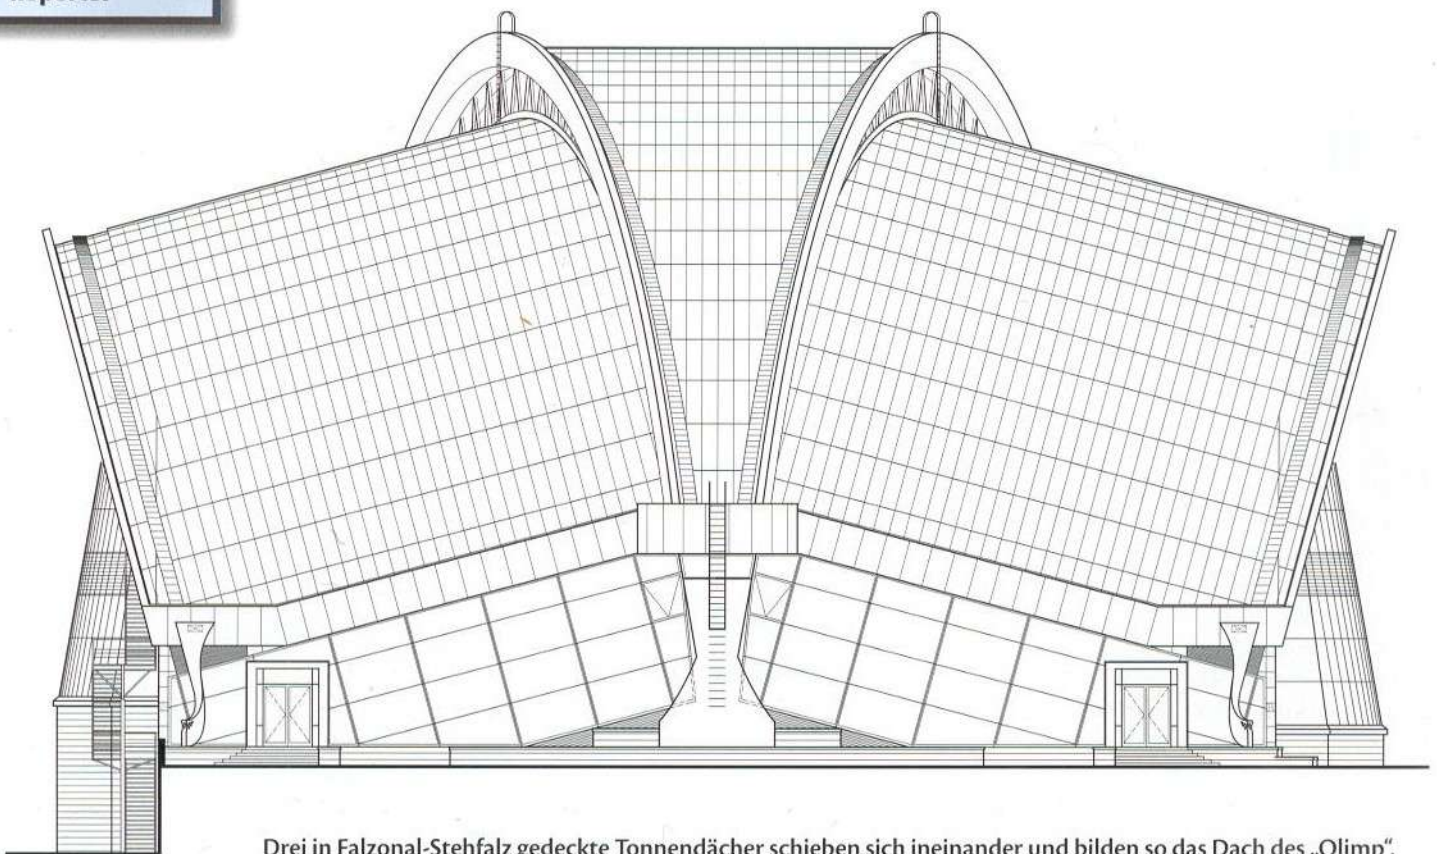 Drei in Falzonal-Stehfalz gedeckte Tonnendächer schieben sich ineinander und bilden so das Dach des „Olimp“.